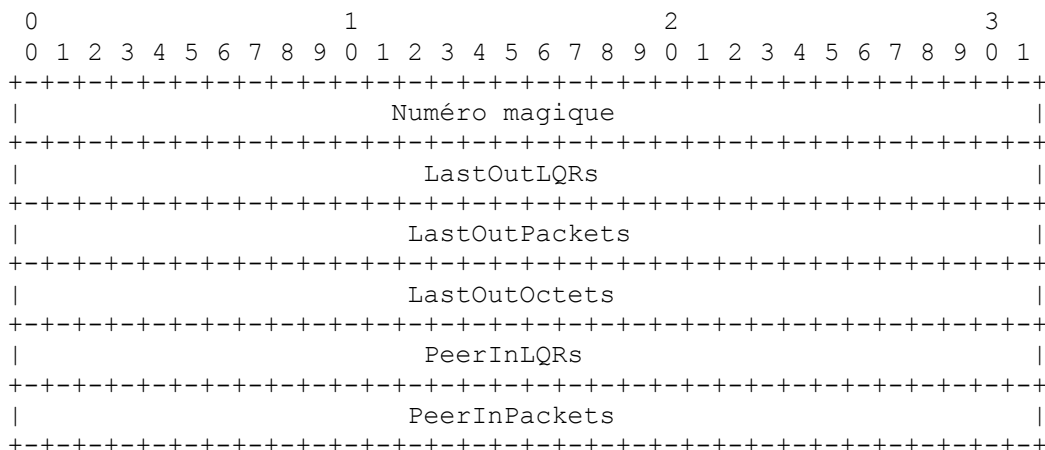 0                   1                   2                   3
 0 1 2 3 4 5 6 7 8 9 0 1 2 3 4 5 6 7 8 9 0 1 2 3 4 5 6 7 8 9 0 1
+-+-+-+-+-+-+-+-+-+-+-+-+-+-+-+-+-+-+-+-+-+-+-+-+-+-+-+-+-+-+-+-+
|                       Numéro magique                          |
+-+-+-+-+-+-+-+-+-+-+-+-+-+-+-+-+-+-+-+-+-+-+-+-+-+-+-+-+-+-+-+-+
|                         LastOutLQRs                           |
+-+-+-+-+-+-+-+-+-+-+-+-+-+-+-+-+-+-+-+-+-+-+-+-+-+-+-+-+-+-+-+-+
|                        LastOutPackets                         |
+-+-+-+-+-+-+-+-+-+-+-+-+-+-+-+-+-+-+-+-+-+-+-+-+-+-+-+-+-+-+-+-+
|                        LastOutOctets                          |
+-+-+-+-+-+-+-+-+-+-+-+-+-+-+-+-+-+-+-+-+-+-+-+-+-+-+-+-+-+-+-+-+
|                         PeerInLQRs                            |
+-+-+-+-+-+-+-+-+-+-+-+-+-+-+-+-+-+-+-+-+-+-+-+-+-+-+-+-+-+-+-+-+
|                        PeerInPackets                          |
+-+-+-+-+-+-+-+-+-+-+-+-+-+-+-+-+-+-+-+-+-+-+-+-+-+-+-+-+-+-+-+-+